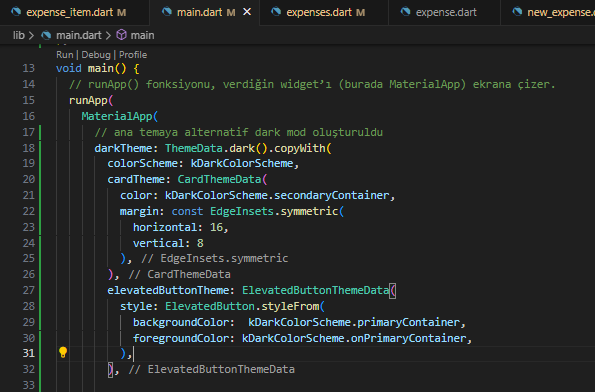 expense_item.dart M main.dart M expenses.dart M expense.dart new_expense.d
lib > main.dart > main
Run | Debug | Profile
13 void main() {
14 // runApp() fonksiyonu, verdiğin widget’ı (burada MaterialApp) ekrana çizer.
15 runApp(
16 MaterialApp(
17 // ana temaya alternatif dark mod oluşturuldu
18 darkTheme: ThemeData.dark().copyWith(
19 colorScheme: kDarkColorScheme,
20 cardTheme: CardThemeData(
21 color: kDarkColorScheme.secondaryContainer,
22 margin: const EdgeInsets.symmetric(
23 horizontal: 16,
24 vertical: 8
25 ), // EdgeInsets.symmetric
26 ), // CardThemeData
27 elevatedButtonTheme: ElevatedButtonThemeData(
28 style: ElevatedButton.styleFrom(
29 backgroundColor:  kDarkColorScheme.primaryContainer,
30 foregroundColor: kDarkColorScheme.onPrimaryContainer,
31 ),
32 ), // ElevatedButtonThemeData
33